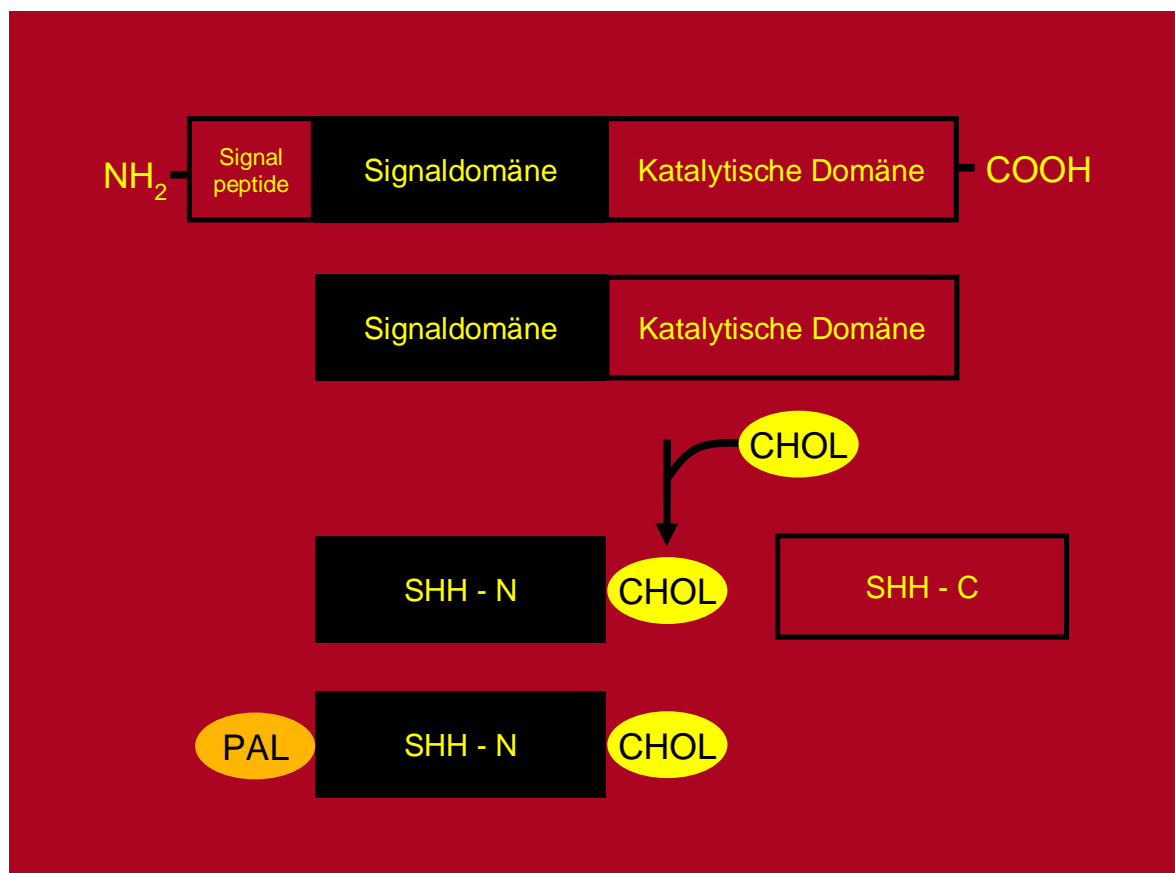 NH₂
Signal
peptide
Signaldomäne
Katalytische Domäne
COOH
Signaldomäne
Katalytische Domäne
CHOL
SHH - N
CHOL
SHH - C
PAL
SHH - N
CHOL